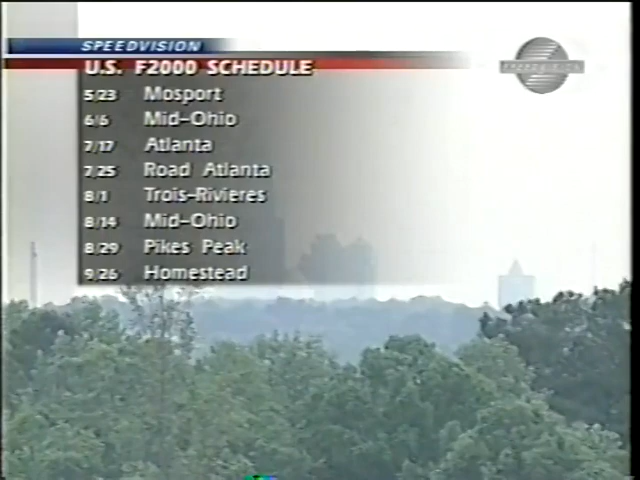 SPEEDVISION
SPEEDVISION
U.S. F2000 SCHEDULE
5/23 Mosport
6/6 Mid-Ohio
7/17 Atlanta
7/25 Road Atlanta
8/1 Trois-Rivieres
8/14 Mid-Ohio
8/29 Pikes Peak
9/26 Homestead